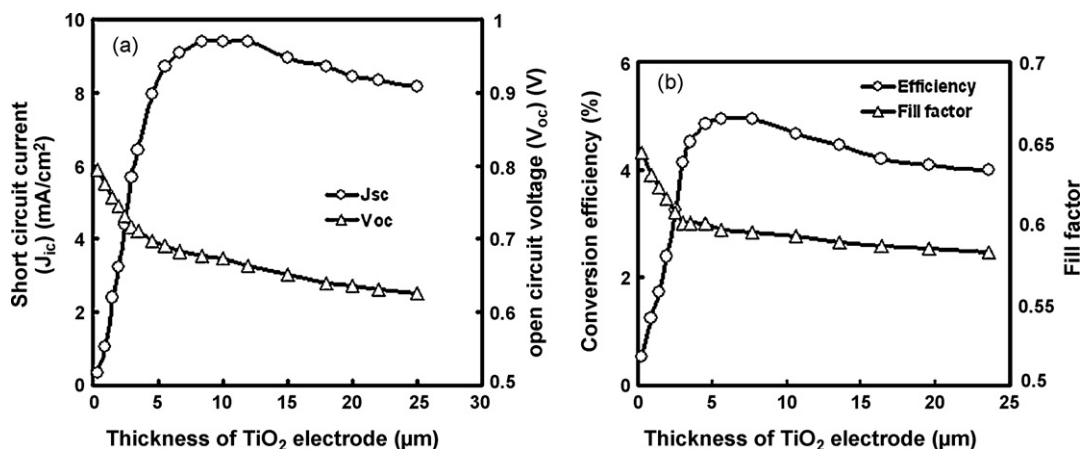 (a)
Short circuit current
(J_ic) (mA/cm2)
10
8
6
4
2
0
1
0.9
0.8
0.7
0.6
0.5
open circuit voltage (V_oc) (V)
Jsc
Voc
0 5 10 15 20 25 30
Thickness of TiO₂ electrode (μm)
(b)
Conversion efficiency (%)
6
4
2
0
0.7
0.65
0.6
0.55
0.5
Fill factor
Efficiency
Fill factor
0 5 10 15 20 25
Thickness of TiO₂ electrode (μm)